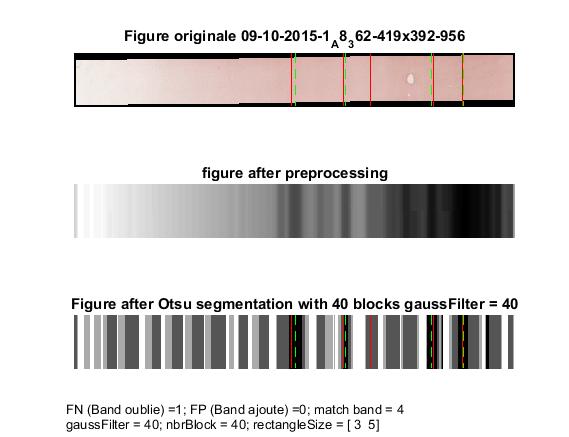 Figure originale 09-10-2015-1A8362-419x392-956
figure after preprocessing
Figure after Otsu segmentation with 40 blocks gaussFilter = 40
FN (Band oublie) =1; FP (Band ajoute) =0; match band = 4
gaussFilter = 40; nbrBlock = 40; rectangleSize = [ 3 5]